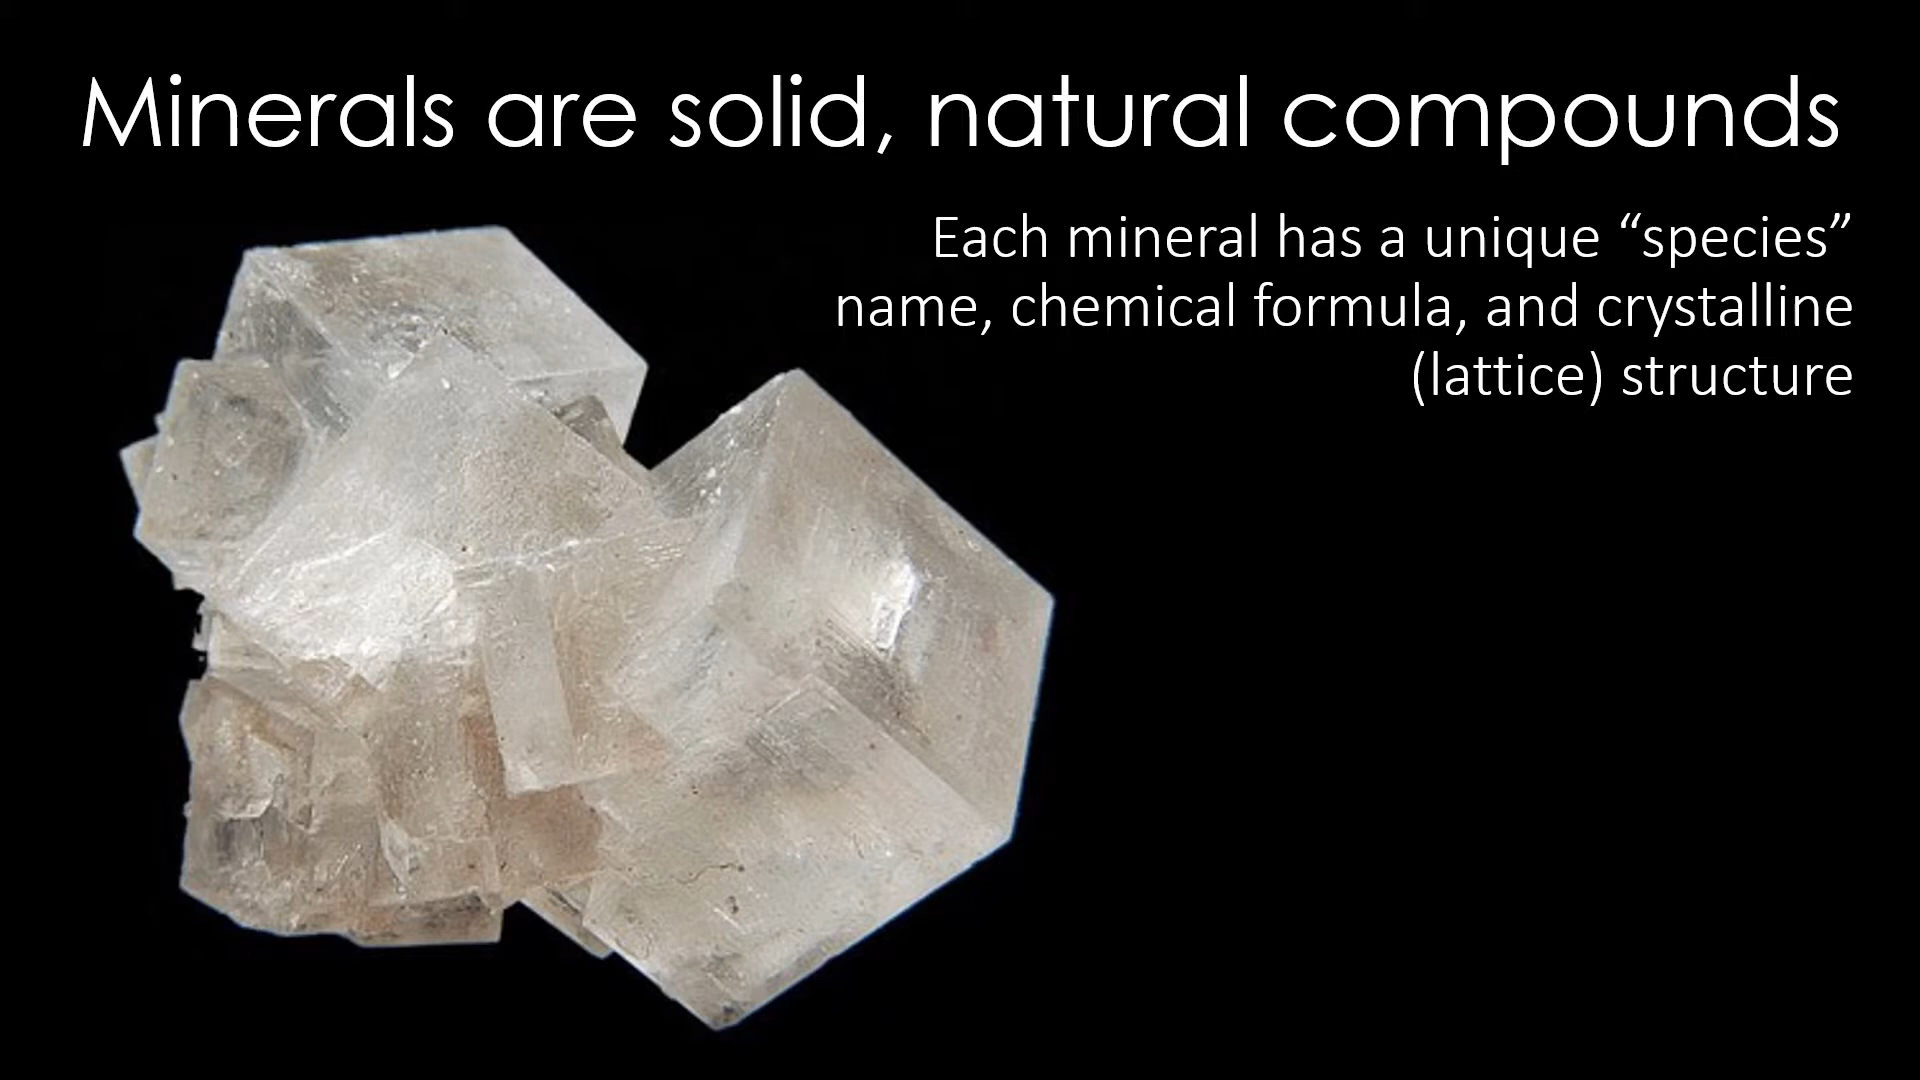 Minerals are solid, natural compounds
Each mineral has a unique “species”
name, chemical formula, and crystalline
(lattice) structure